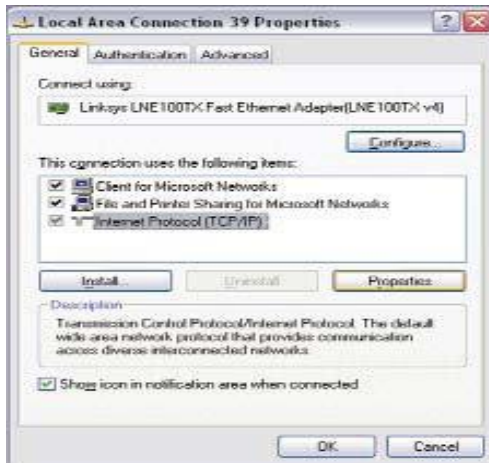 Local Area Connection 39 Properties
General Authentication Advanced
Connect using:
Linksys LNE100TX Fast Ethernet Adapter(LNE100TX v4)
Configure...
This connection uses the following items:
Client for Microsoft Networks
File and Printer Sharing for Microsoft Networks
Internet Protocol (TCP/IP)
Install... Uninstall Properties
Description
Transmission Control Protocol/Internet Protocol. The default
wide area network protocol that provides communication
across diverse interconnected networks.
Show icon in notification area when connected
OK Cancel